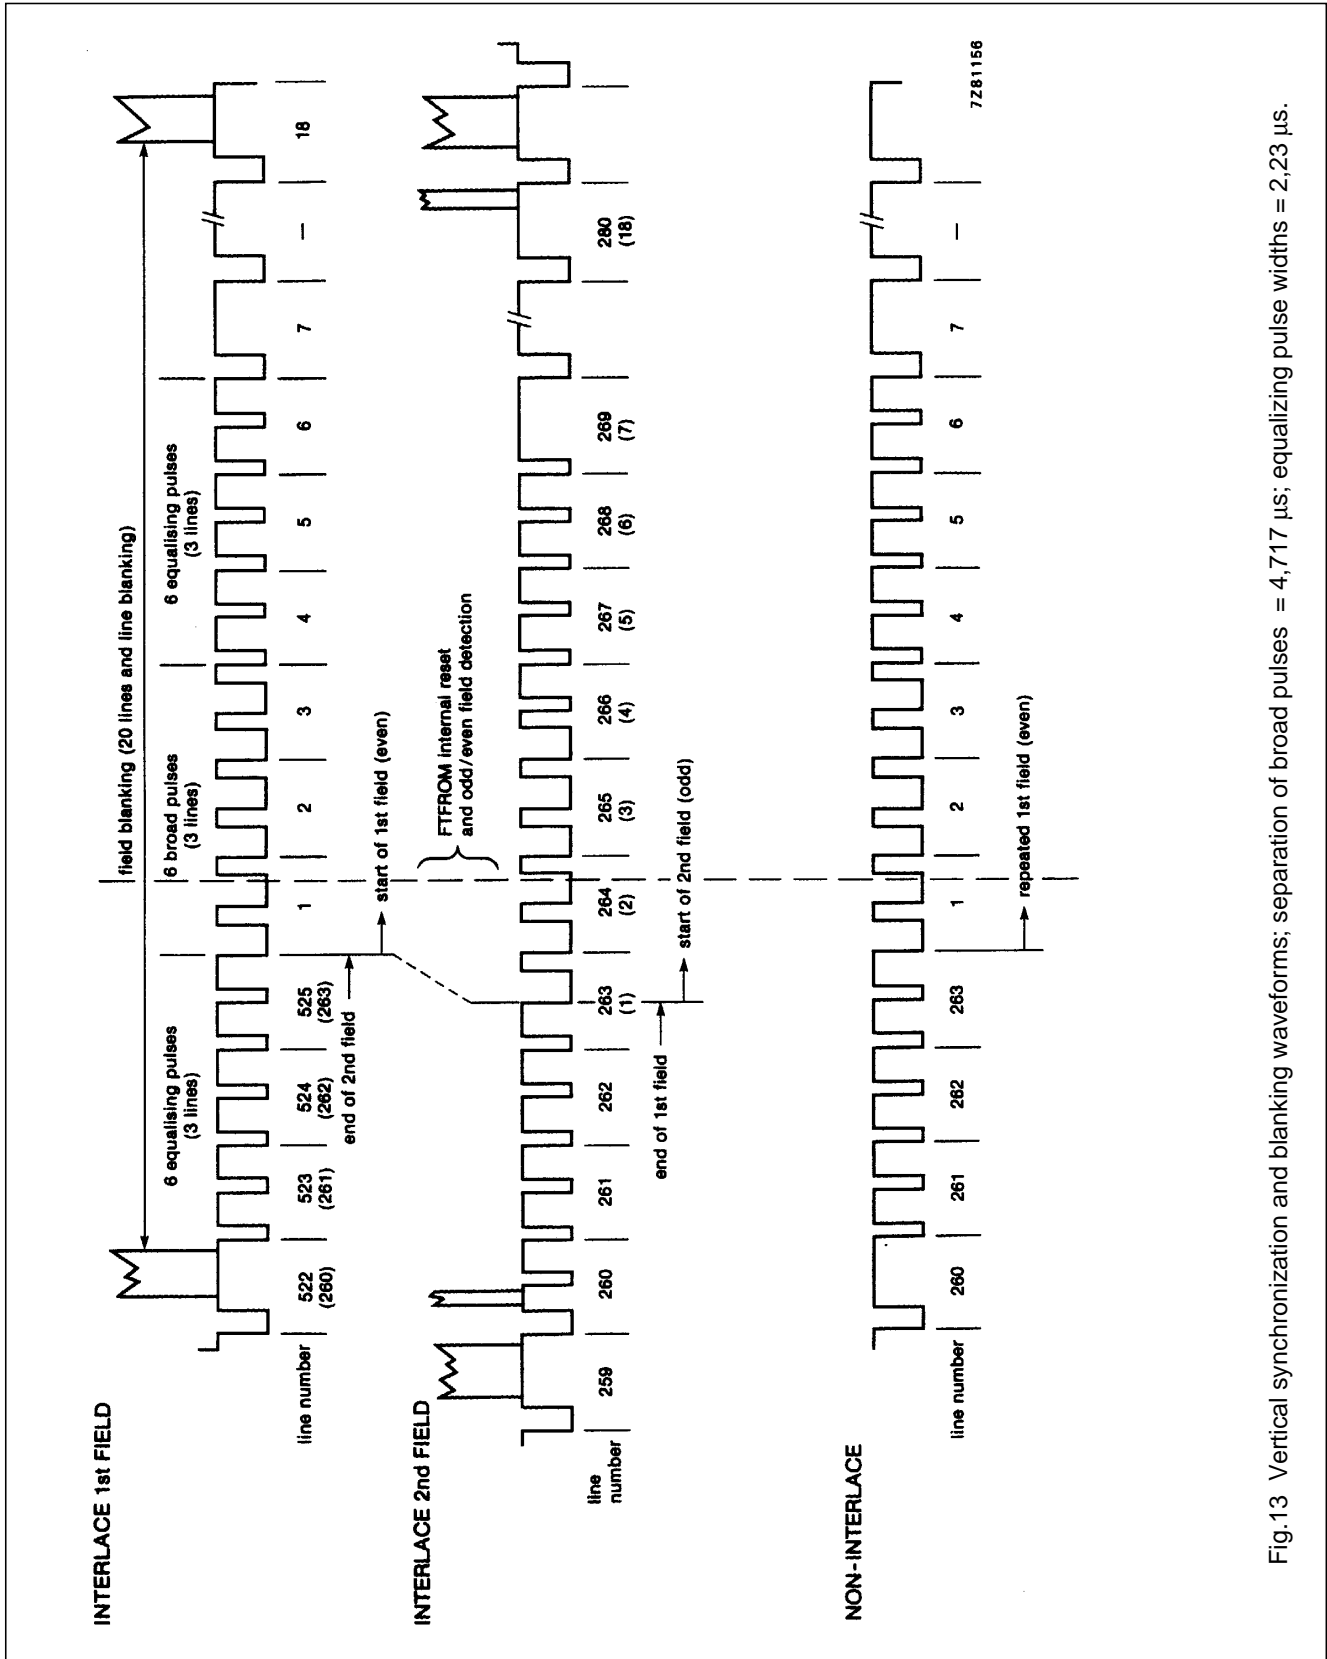 INTERLACE 1st FIELD
field blanking (20 lines and line blanking)
6 equalising pulses
(3 lines)
6 broad pulses
(3 lines)
6 equalising pulses
(3 lines)
line number
522
(260)
523
(261)
524
(262)
525
(263)
1
2
3
4
5
6
7
—
18
end of 2nd field
start of 1st field (even)
INTERLACE 2nd FIELD
FTFROM internal reset
and odd/even field detection
line
number
259
260
261
262
263
(1)
264
(2)
265
(3)
266
(4)
267
(5)
268
(6)
269
(7)
280
(18)
end of 1st field
start of 2nd field (odd)
NON-INTERLACE
line number
260
261
262
263
1
2
3
4
5
6
7
—
repeated 1st field (even)
7Z81156
Fig.13 Vertical synchronization and blanking waveforms; separation of broad pulses = 4,717 µs; equalizing pulse widths = 2,23 µs.